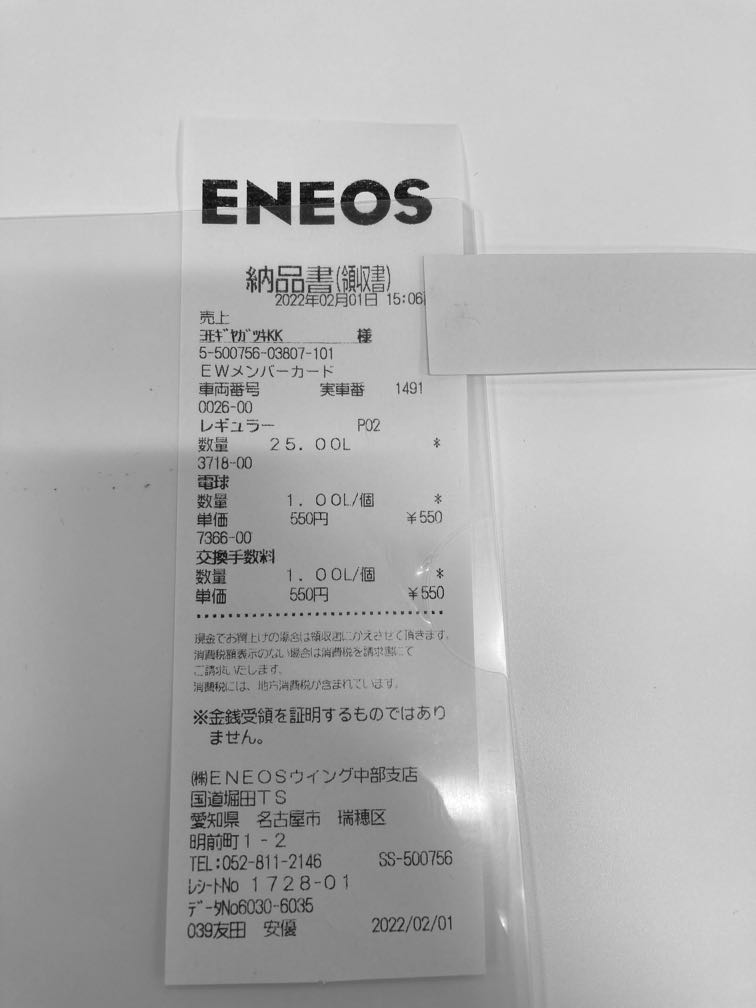 ENEOS
納品書(領収書)
2022年02月01日 15:06
売上
ﾖﾓｷﾞﾔｶﾞﾂｷKK 様
5-500756-03807-101
EWメンバーカード
車両番号 実車番 1491
0026-00
レギュラー P02
数量 25.00L *
3718-00
電球
数量 1.00L/個 *
単価 550円 ¥550
7366-00
交換手数料
数量 1.00L/個 *
単価 550円 ¥550
現金でお買上げの場合は領収書にかえさせて頂きます。
消費税額表示のない場合は消費税を請求書にて
ご請求いたします。
消費税には、地方消費税が含まれています。
※金銭受領を証明するものではあり
ません。
㈱ENEOSウイング中部支店
国道堀田TS
愛知県 名古屋市 瑞穂区
明前町1-2
TEL:052-811-2146 SS-500756
ﾚｼｰﾄNo 1728-01
ﾃﾞｰﾀNo6030-6035
039友田 安優 2022/02/01